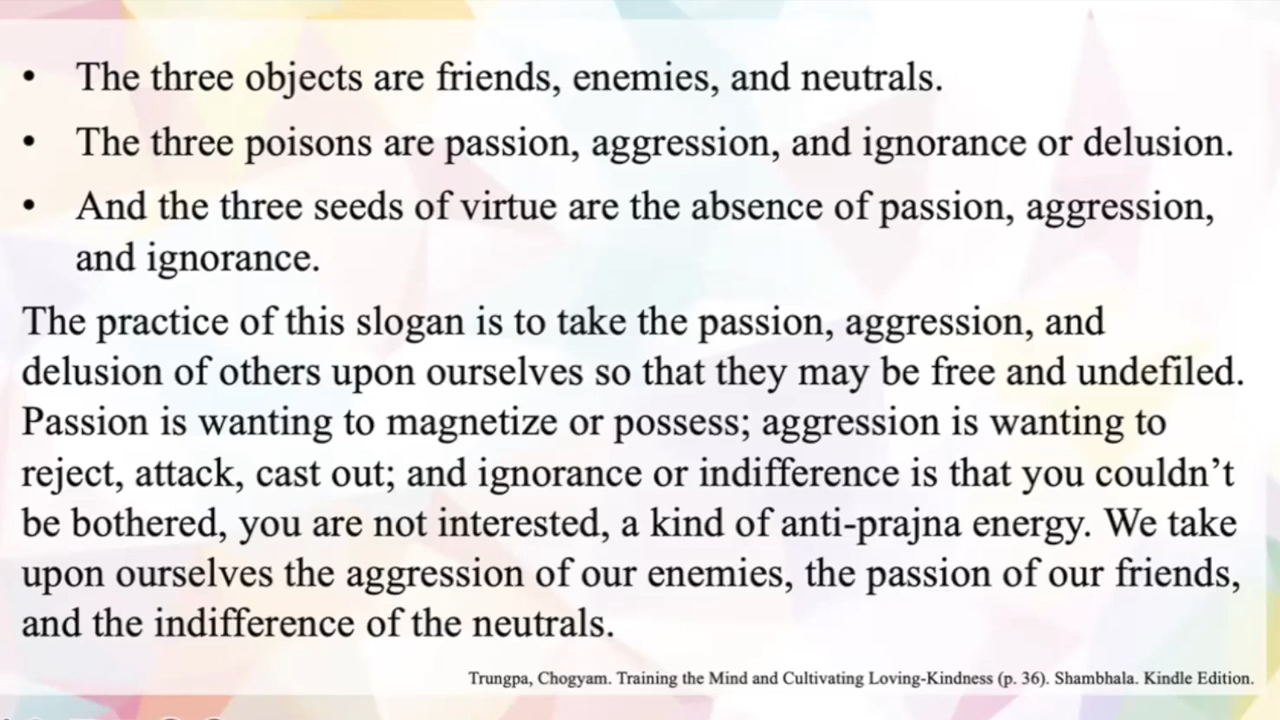 • The three objects are friends, enemies, and neutrals.
• The three poisons are passion, aggression, and ignorance or delusion.
• And the three seeds of virtue are the absence of passion, aggression,
and ignorance.
The practice of this slogan is to take the passion, aggression, and
delusion of others upon ourselves so that they may be free and undefiled.
Passion is wanting to magnetize or possess; aggression is wanting to
reject, attack, cast out; and ignorance or indifference is that you couldn’t
be bothered, you are not interested, a kind of anti-prajna energy. We take
upon ourselves the aggression of our enemies, the passion of our friends,
and the indifference of the neutrals.
Trungpa, Chogyam. Training the Mind and Cultivating Loving-Kindness (p. 36). Shambhala. Kindle Edition.